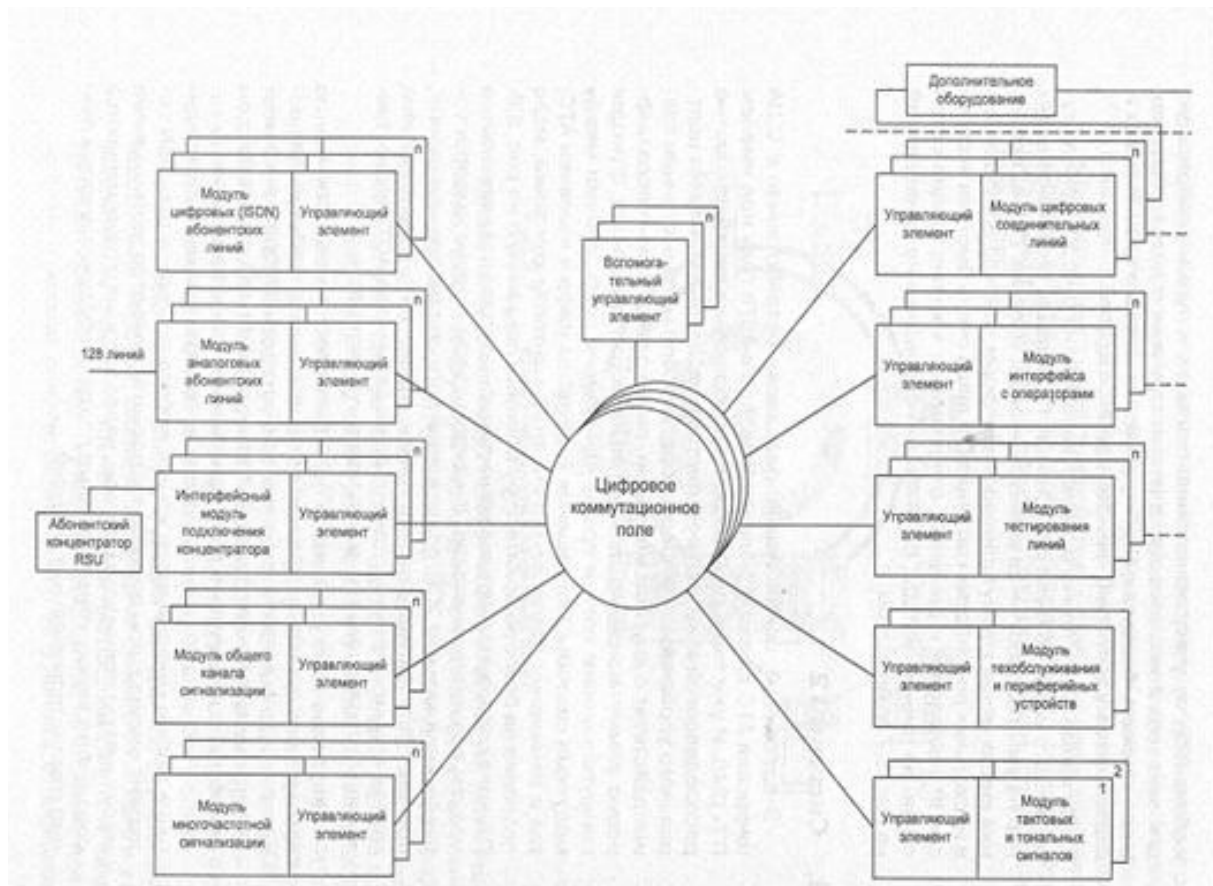 Дополнительное
оборудование
n
Модуль
цифровых (ISDN)
абонентских
линий
Управляющий
элемент
n
Вспомога-
тельный
управляющий
элемент
n
Управляющий
элемент
Модуль цифровых
соединительных
линий
128 линий
n
Модуль
аналоговых
абонентских
линий
Управляющий
элемент
n
Управляющий
элемент
Модуль
интерфейса
с операторами
Цифровое
коммутационное
поле
n
Интерфейсный
модуль
подключения
концентратора
Управляющий
элемент
Абонентский
концентратор
RSU
n
Управляющий
элемент
Модуль
тестирования
линий
n
Модуль общего
канала
сигнализации
Управляющий
элемент
Управляющий
элемент
Модуль
техобслуживания
и периферийных
устройств
n
Модуль
многочастотной
сигнализации
Управляющий
элемент
2
1
Управляющий
элемент
Модуль
тактовых
и тональных
сигналов